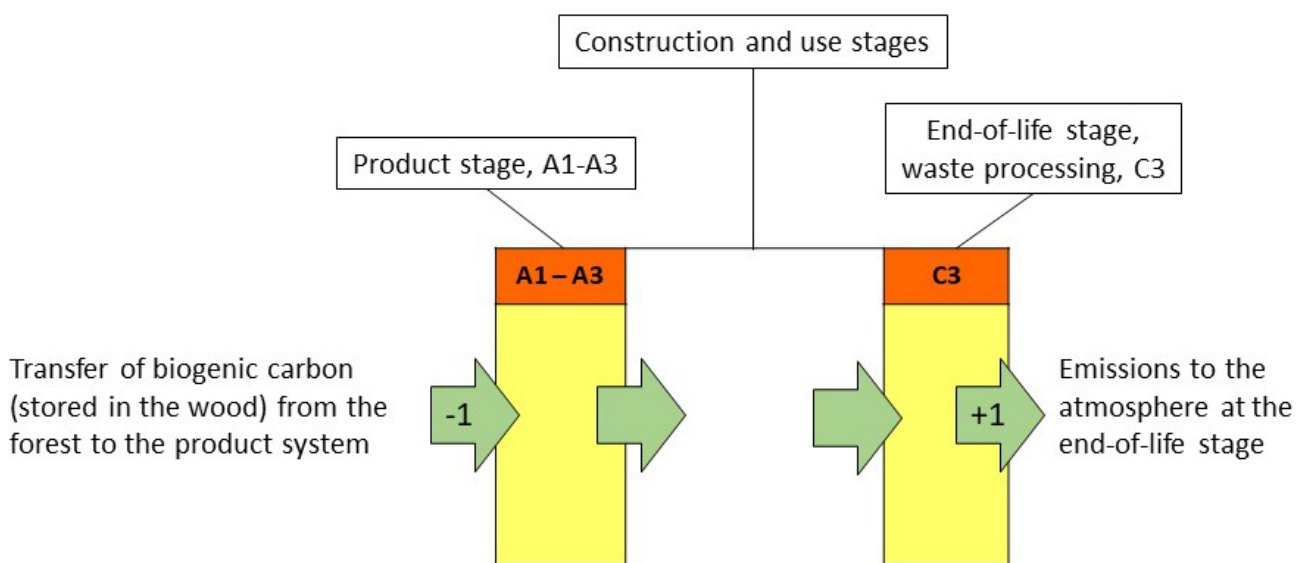 Construction and use stages
Product stage, A1-A3
End-of-life stage,
waste processing, C3
A1 – A3
C3
Transfer of biogenic carbon
(stored in the wood) from the
forest to the product system
-1
+1
Emissions to the
atmosphere at the
end-of-life stage